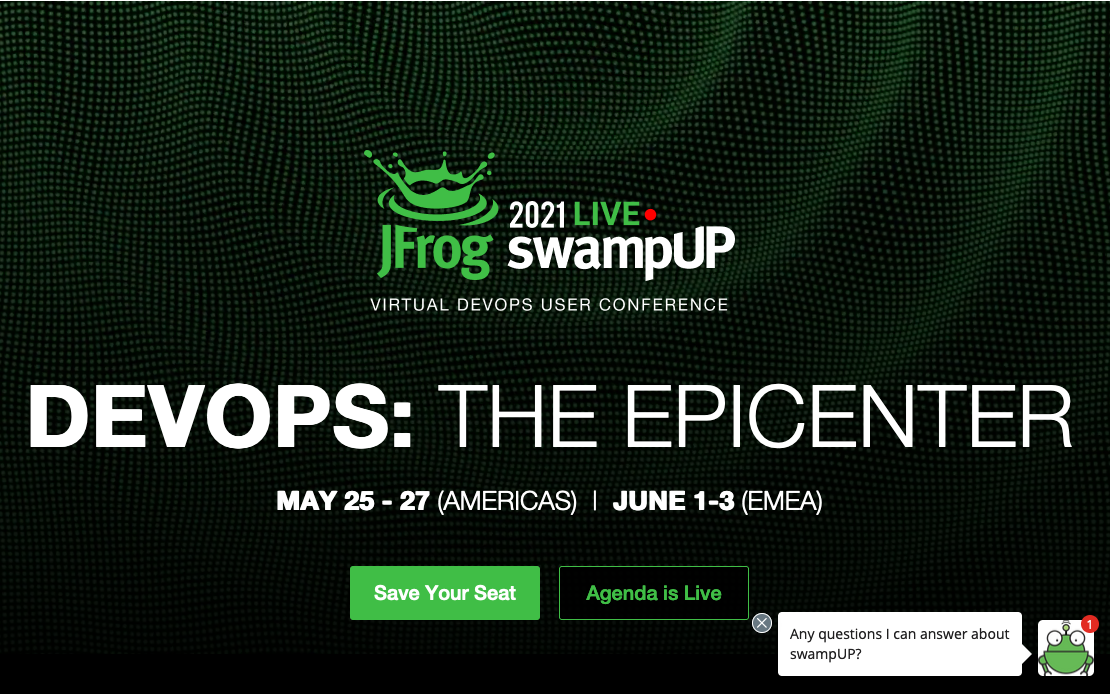 2021 LIVE
JFrog swampUP
VIRTUAL DEVOPS USER CONFERENCE
DEVOPS: THE EPICENTER
MAY 25 - 27 (AMERICAS) | JUNE 1-3 (EMEA)
Save Your Seat
Agenda is Live
Any questions I can answer about
swampUP?
1